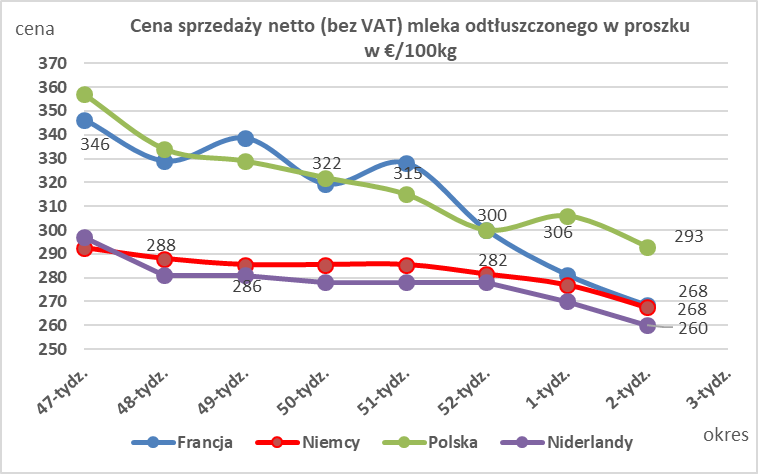 cena
Cena sprzedaży netto (bez VAT) mleka odtłuszczonego w proszku
w €/100kg
370
360
350
340
330
320
310
300
290
280
270
260
250
346
288
286
322
315
300
282
306
293
268
268
260
47-tydz.
48-tydz.
49-tydz.
50-tydz.
51-tydz.
52-tydz.
1-tydz.
2-tydz.
3-tydz.
okres
Francja Niemcy Polska Niderlandy